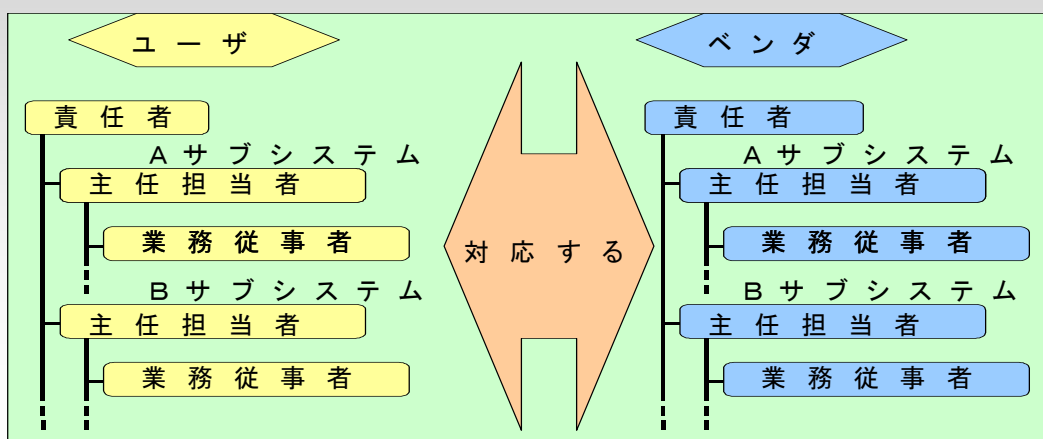 ユーザ
責任者
Aサブシステム
主任担当者
業務従事者
Bサブシステム
主任担当者
業務従事者
対応する
ベンダ
責任者
Aサブシステム
主任担当者
業務従事者
Bサブシステム
主任担当者
業務従事者